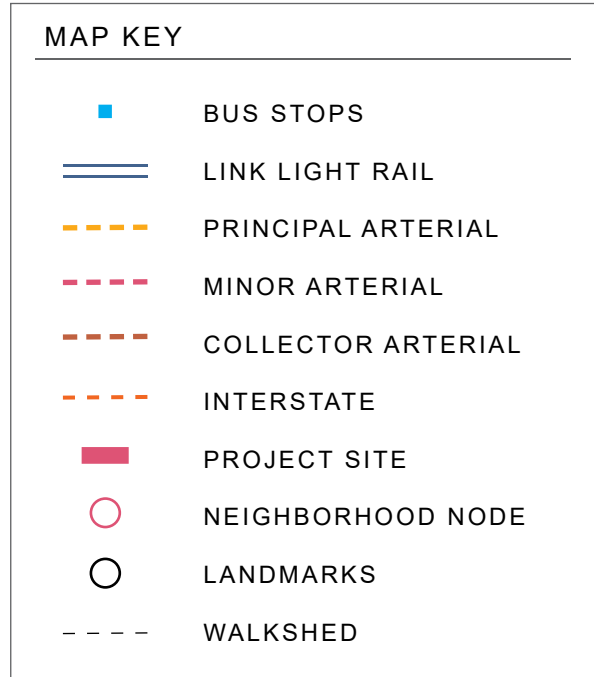 MAP KEY
BUS STOPS
LINK LIGHT RAIL
PRINCIPAL ARTERIAL
MINOR ARTERIAL
COLLECTOR ARTERIAL
INTERSTATE
PROJECT SITE
NEIGHBORHOOD NODE
LANDMARKS
WALKSHED